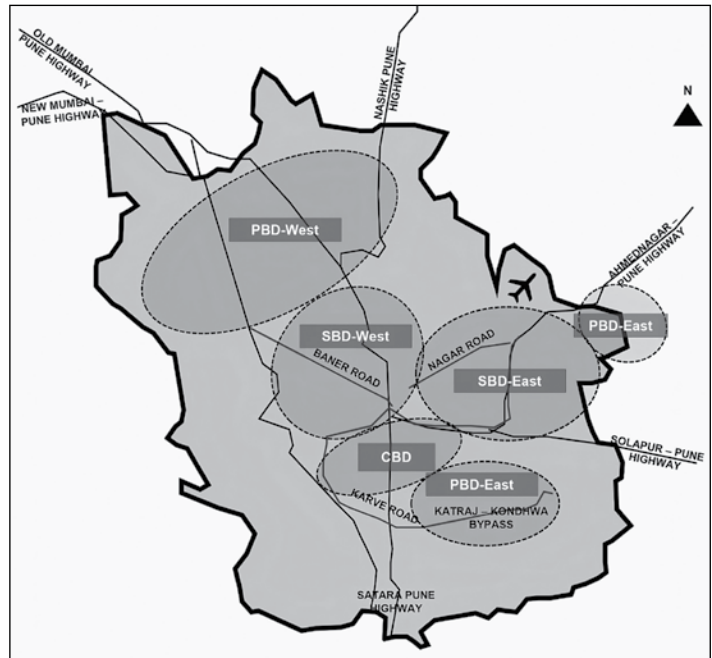 OLD MUMBAI
PUNE HIGHWAY
NEW MUMBAI –
PUNE HIGHWAY
NASHIK PUNE
HIGHWAY
N
PBD-West
AHMEDNAGAR –
PUNE HIGHWAY
PBD-East
SBD-West
BANER ROAD
NAGAR ROAD
SBD-East
SOLAPUR – PUNE
HIGHWAY
CBD
PBD-East
KARVE ROAD
KATRAJ – KONDHWA
BYPASS
SATARA PUNE
HIGHWAY